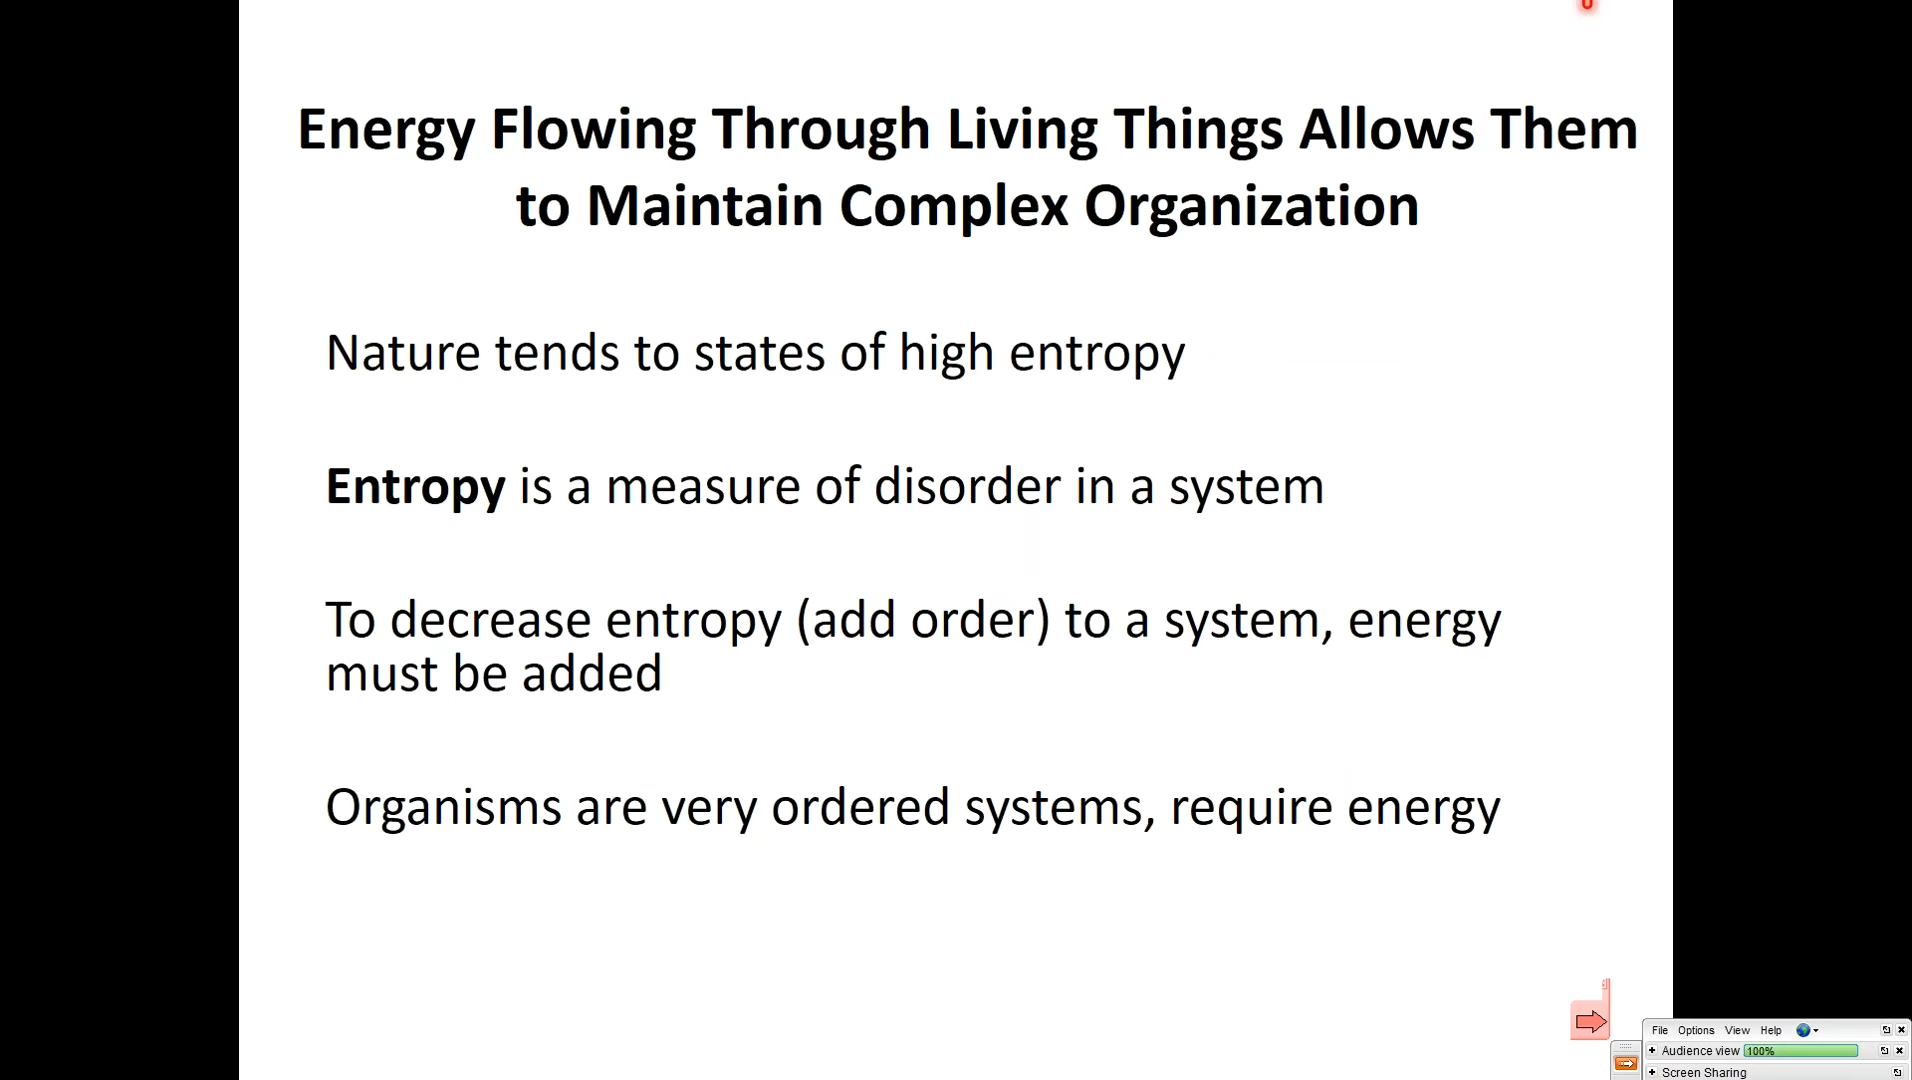 Energy Flowing Through Living Things Allows Them
to Maintain Complex Organization
Nature tends to states of high entropy
Entropy is a measure of disorder in a system
To decrease entropy (add order) to a system, energy
must be added
Organisms are very ordered systems, require energy
File Options View Help
Audience view 100%
Screen Sharing